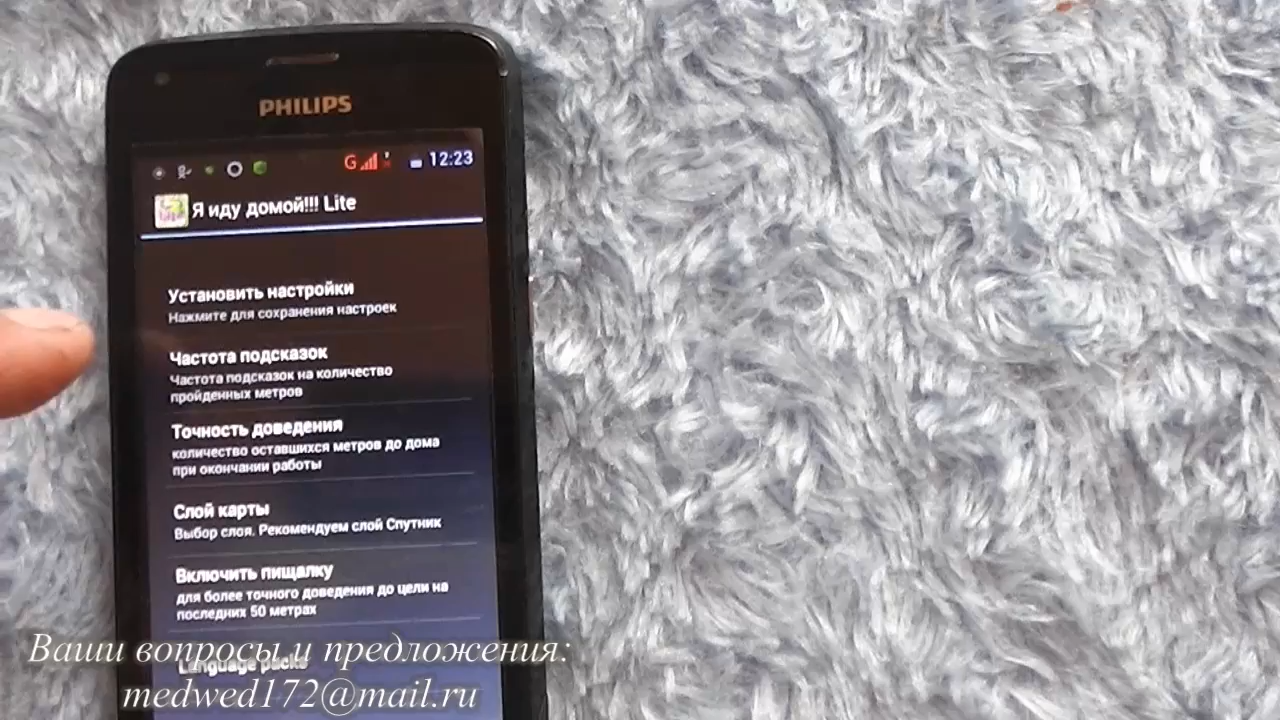 PHILIPS
G 12:23
Я иду домой!!! Lite
Установить настройки
Нажмите для сохранения настроек
Частота подсказок
Частота подсказок на количество
пройденных метров
Точность доведения
количество оставшихся метров до дома
при окончании работы
Слой карты
Выбор слоя. Рекомендуем слой Спутник
Включить пищалку
для более точного доведения до цели на
последних 50 метрах
Language packs
Ваши вопросы и предложения:
medwed172@mail.ru